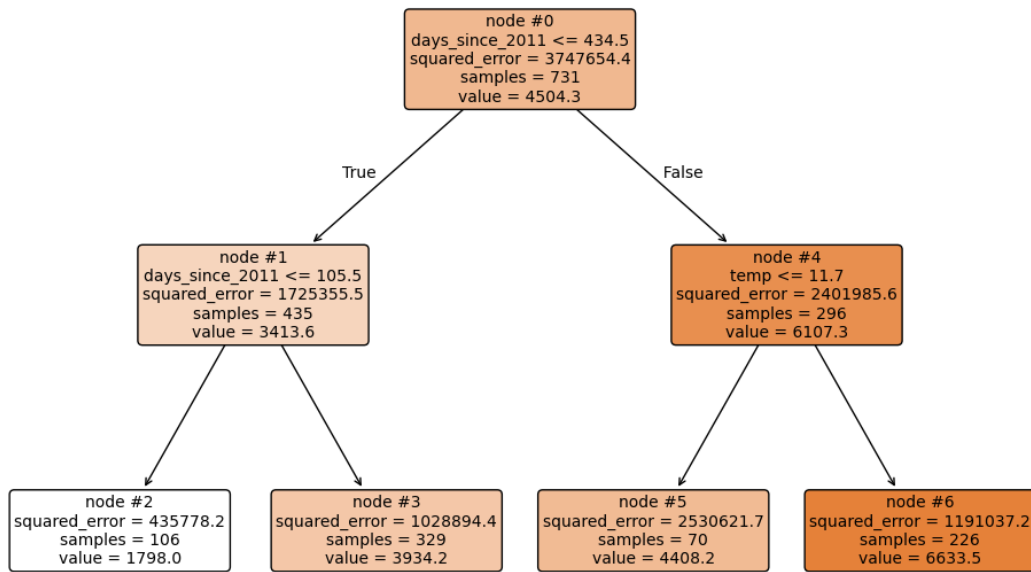 node #0
days_since_2011 <= 434.5
squared_error = 3747654.4
samples = 731
value = 4504.3
True
False
node #1
days_since_2011 <= 105.5
squared_error = 1725355.5
samples = 435
value = 3413.6
node #4
temp <= 11.7
squared_error = 2401985.6
samples = 296
value = 6107.3
node #2
squared_error = 435778.2
samples = 106
value = 1798.0
node #3
squared_error = 1028894.4
samples = 329
value = 3934.2
node #5
squared_error = 2530621.7
samples = 70
value = 4408.2
node #6
squared_error = 1191037.2
samples = 226
value = 6633.5